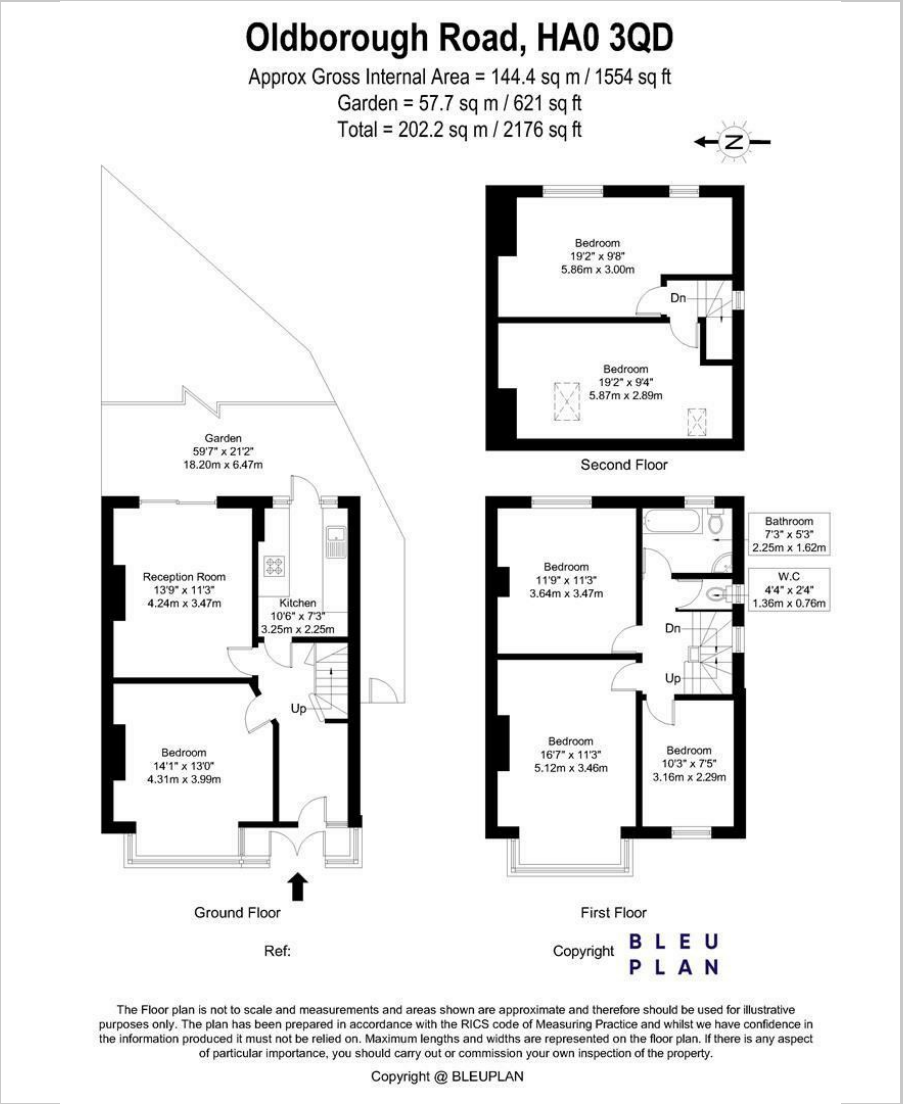 Oldborough Road, HA0 3QD
Approx Gross Internal Area = 144.4 sq m / 1554 sq ft
Garden = 57.7 sq m / 621 sq ft
Total = 202.2 sq m / 2176 sq ft
N
Bedroom
19'2" x 9'8"
5.86m x 3.00m
Dn
Bedroom
19'2" x 9'4"
5.87m x 2.89m
Second Floor
Garden
59'7" x 21'2"
18.20m x 6.47m
Reception Room
13'9" x 11'3"
4.24m x 3.47m
Kitchen
10'6" x 7'3"
3.25m x 2.25m
Up
Bedroom
14'1" x 13'0"
4.31m x 3.99m
Ground Floor
Bathroom
7'3" x 5'3"
2.25m x 1.62m
W.C
4'4" x 2'4"
1.36m x 0.76m
Bedroom
11'9" x 11'3"
3.64m x 3.47m
Dn
Up
Bedroom
16'7" x 11'3"
5.12m x 3.46m
Bedroom
10'3" x 7'5"
3.16m x 2.29m
First Floor
Ref:
Copyright
BLEU
PLAN
The Floor plan is not to scale and measurements and areas shown are approximate and therefore should be used for illustrative
purposes only. The plan has been prepared in accordance with the RICS code of Measuring Practice and whilst we have confidence in
the information produced it must not be relied on. Maximum lengths and widths are represented on the floor plan. If there is any aspect
of particular importance, you should carry out or commission your own inspection of the property.
Copyright @ BLEUPLAN